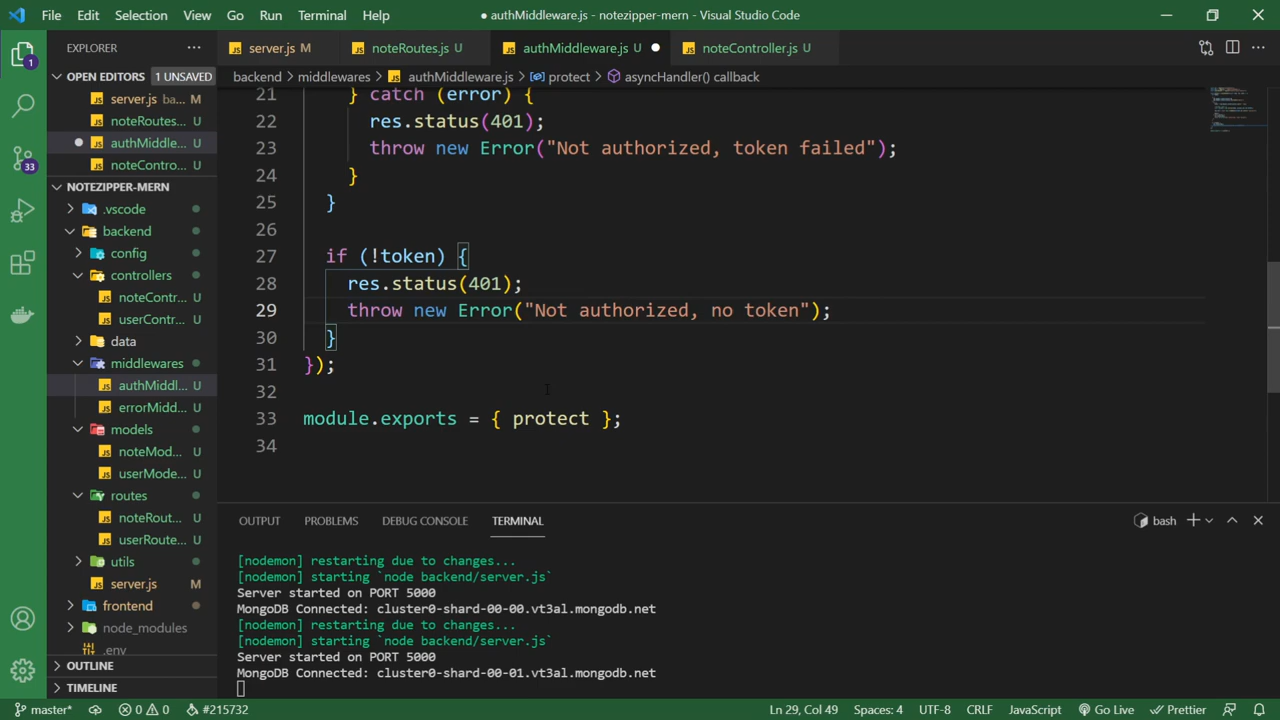 File Edit Selection View Go Run Terminal Help
● authMiddleware.js - notezipper-mern - Visual Studio Code
EXPLORER ···
OPEN EDITORS 1 UNSAVED
server.js ba... M
noteRoutes... U
authMiddle... U
noteContro... U
NOTEZIPPER-MERN
.vscode
backend
config
controllers
noteContr... U
userContr... U
data
middlewares
authMiddl... U
errorMidd... U
models
noteMod... U
userMode... U
routes
noteRout... U
userRoute... U
utils
server.js M
frontend
node_modules
.env
OUTLINE
TIMELINE
1
33
server.js M noteRoutes.js U authMiddleware.js U noteController.js U
backend > middlewares > authMiddleware.js > protect > asyncHandler() callback
21 } catch (error) {
22 res.status(401);
23 throw new Error("Not authorized, token failed");
24 }
25 }
26
27 if (!token) {
28 res.status(401);
29 throw new Error("Not authorized, no token");
30 }
31 });
32
33 module.exports = { protect };
34
OUTPUT PROBLEMS DEBUG CONSOLE TERMINAL bash
[nodemon] restarting due to changes...
[nodemon] starting `node backend/server.js`
Server started on PORT 5000
MongoDB Connected: cluster0-shard-00-00.vt3al.mongodb.net
[nodemon] restarting due to changes...
[nodemon] starting `node backend/server.js`
Server started on PORT 5000
MongoDB Connected: cluster0-shard-00-01.vt3al.mongodb.net
master* 0 0 #215732 Ln 29, Col 49 Spaces: 4 UTF-8 CRLF JavaScript Go Live Prettier